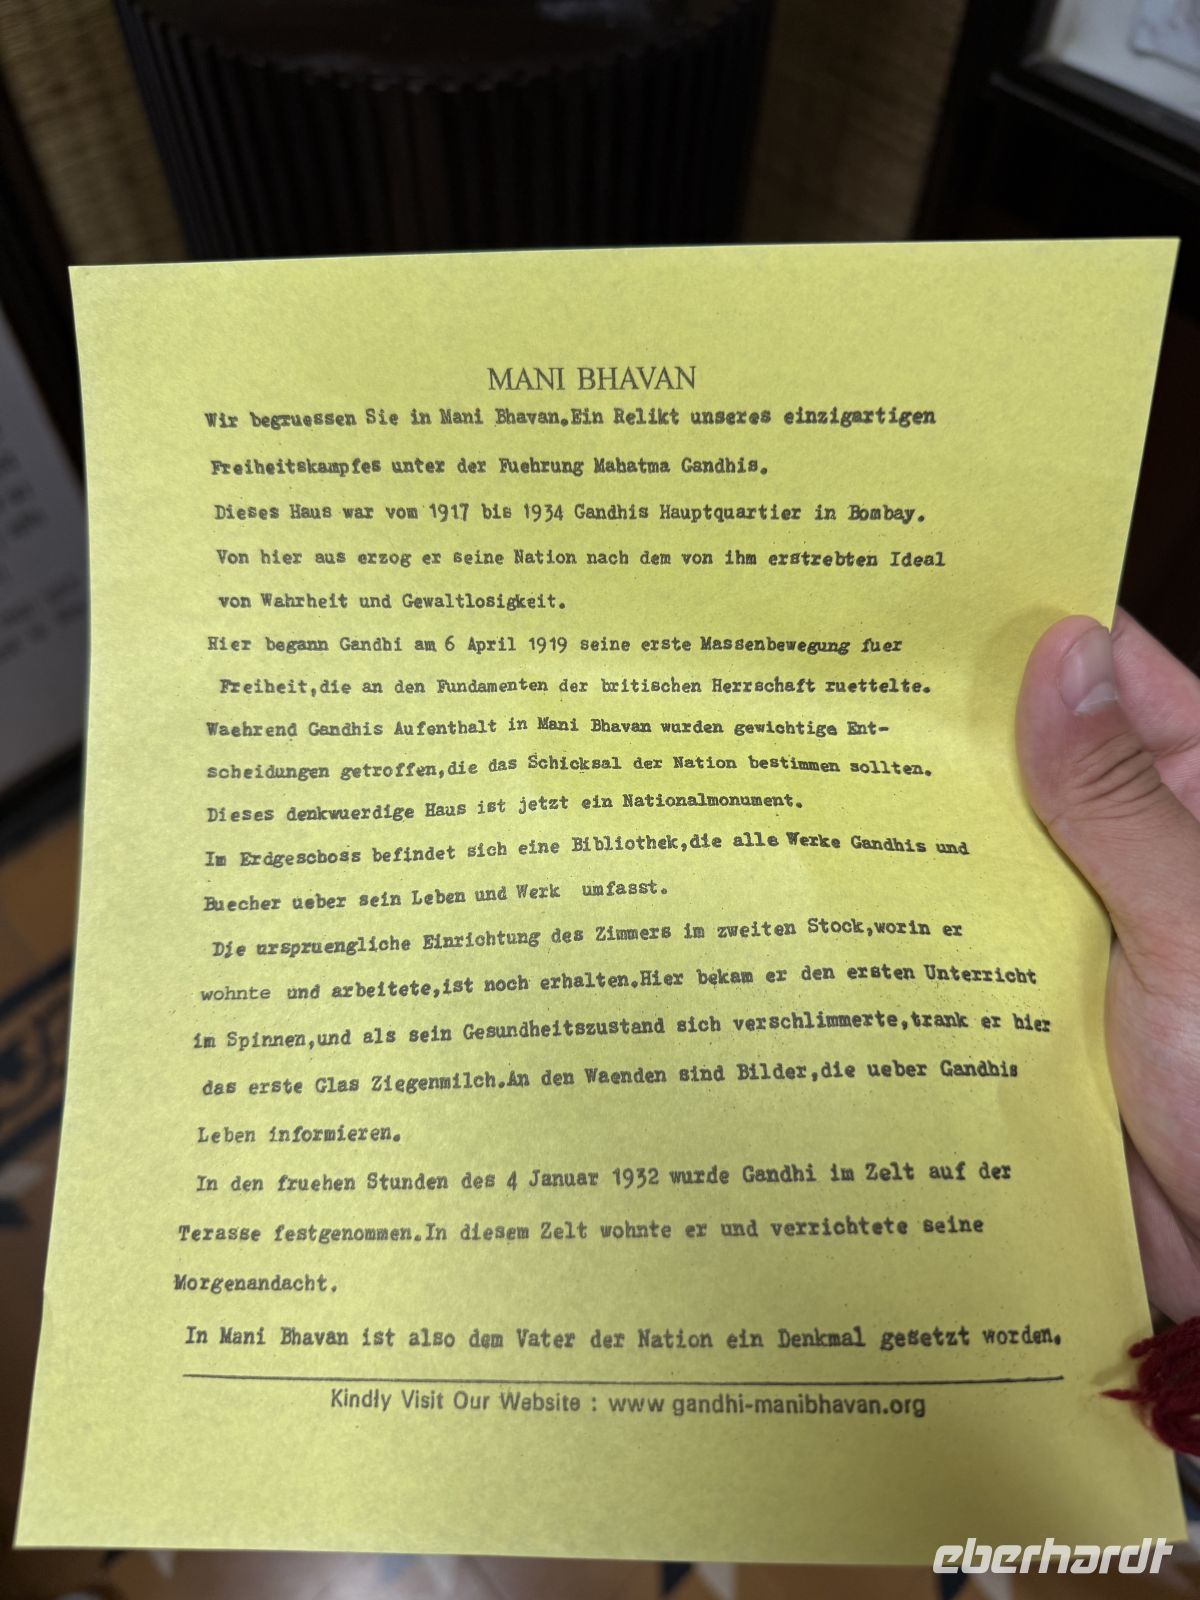 MANI BHAVAN
Wir begruessen Sie in Mani Bhavan.Ein Relikt unseres einzigartigen
Freiheitskampfes unter der Fuehrung Mahatma Gandhis.
Dieses Haus war vom 1917 bis 1934 Gandhis Hauptquartier in Bombay.
Von hier aus erzog er seine Nation nach dem von ihm erstrebten Ideal
von Wahrheit und Gewaltlosigkeit.
Hier begann Gandhi am 6 April 1919 seine erste Massenbewegung fuer
Freiheit,die an den Fundamenten der britischen Herrschaft ruettelte.
Waehrend Gandhis Aufenthalt in Mani Bhavan wurden gewichtige Ent-
scheidungen getroffen,die das Schicksal der Nation bestimmen sollten.
Dieses denkwuerdige Haus ist jetzt ein Nationalmonument.
Im Erdgeschoss befindet sich eine Bibliothek,die alle Werke Gandhis und
Buecher ueber sein Leben und Werk umfasst.
Die urspruengliche Einrichtung des Zimmers im zweiten Stock,worin er
wohnte und arbeitete,ist noch erhalten.Hier bekam er den ersten Unterricht
im Spinnen,und als sein Gesundheitszustand sich verschlimmerte,trank er hier
das erste Glas Ziegenmilch.An den Waenden sind Bilder,die ueber Gandhis
Leben informieren.
In den fruehen Stunden des 4 Januar 1932 wurde Gandhi im Zelt auf der
Terasse festgenommen.In diesem Zelt wohnte er und verrichtete seine
Morgenandacht.
In Mani Bhavan ist also dem Vater der Nation ein Denkmal gesetzt worden.
Kindly Visit Our Website : www gandhi-manibhavan.org
eberhardt